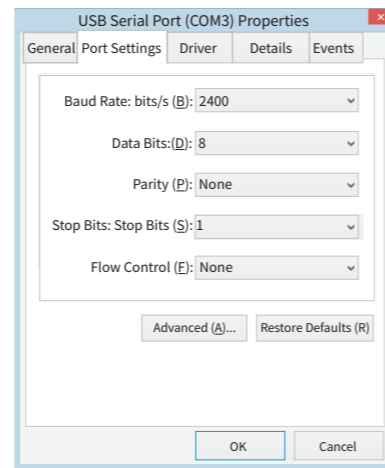 USB Serial Port (COM3) Properties
General Port Settings Driver Details Events
Baud Rate: bits/s (B): 2400
Data Bits:(D): 8
Parity (P): None
Stop Bits: Stop Bits (S): 1
Flow Control (F): None
Advanced (A)... Restore Defaults (R)
OK Cancel